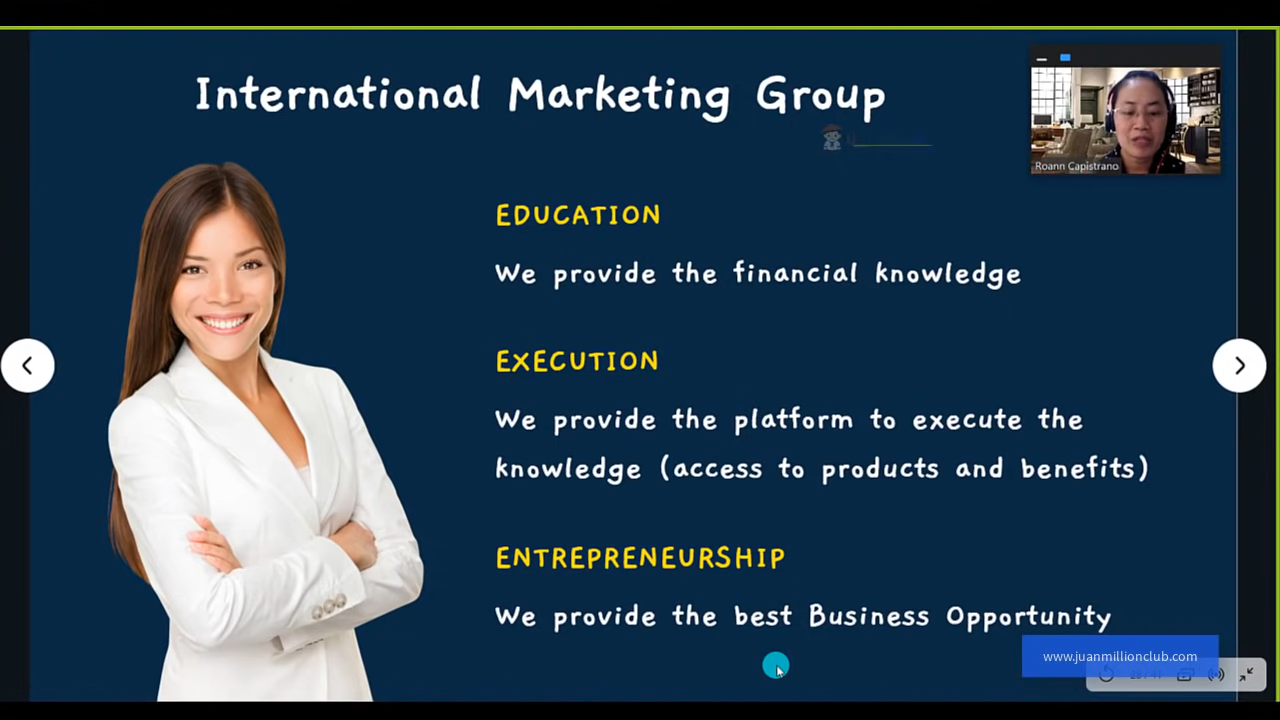 International Marketing Group
Roann Capistrano
EDUCATION
We provide the financial knowledge
EXECUTION
We provide the platform to execute the
knowledge (access to products and benefits)
ENTREPRENEURSHIP
We provide the best Business Opportunity
www.juanmillionclub.com